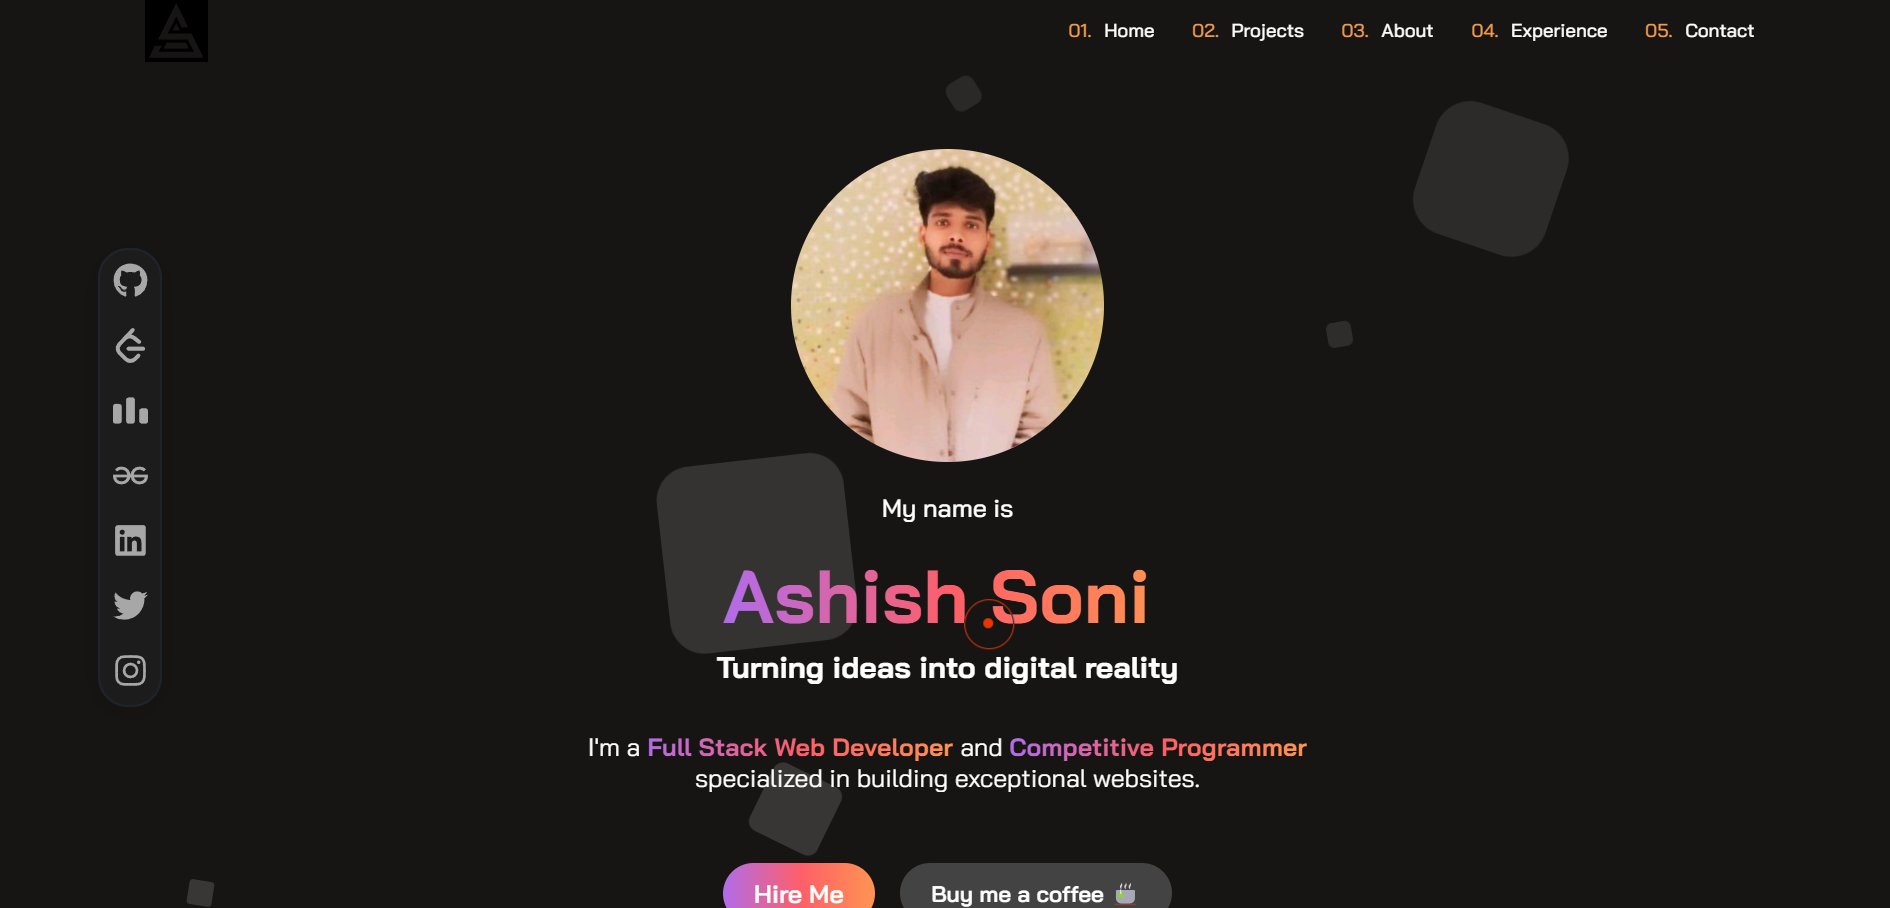 01. Home 02. Projects 03. About 04. Experience 05. Contact
My name is
Ashish Soni
Turning ideas into digital reality
I'm a Full Stack Web Developer and Competitive Programmer
specialized in building exceptional websites.
Hire Me
Buy me a coffee